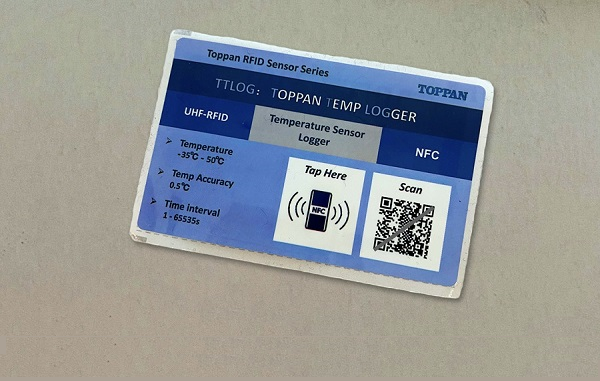 Toppan RFID Sensor Series
TOPPAN
TTLOG: TOPPAN TEMP LOGGER
UHF-RFID
Temperature Sensor
Logger
NFC
Temperature
-35℃ - 50℃
Temp Accuracy
0.5℃
Time interval
1 - 65535s
Tap Here
NFC
Scan